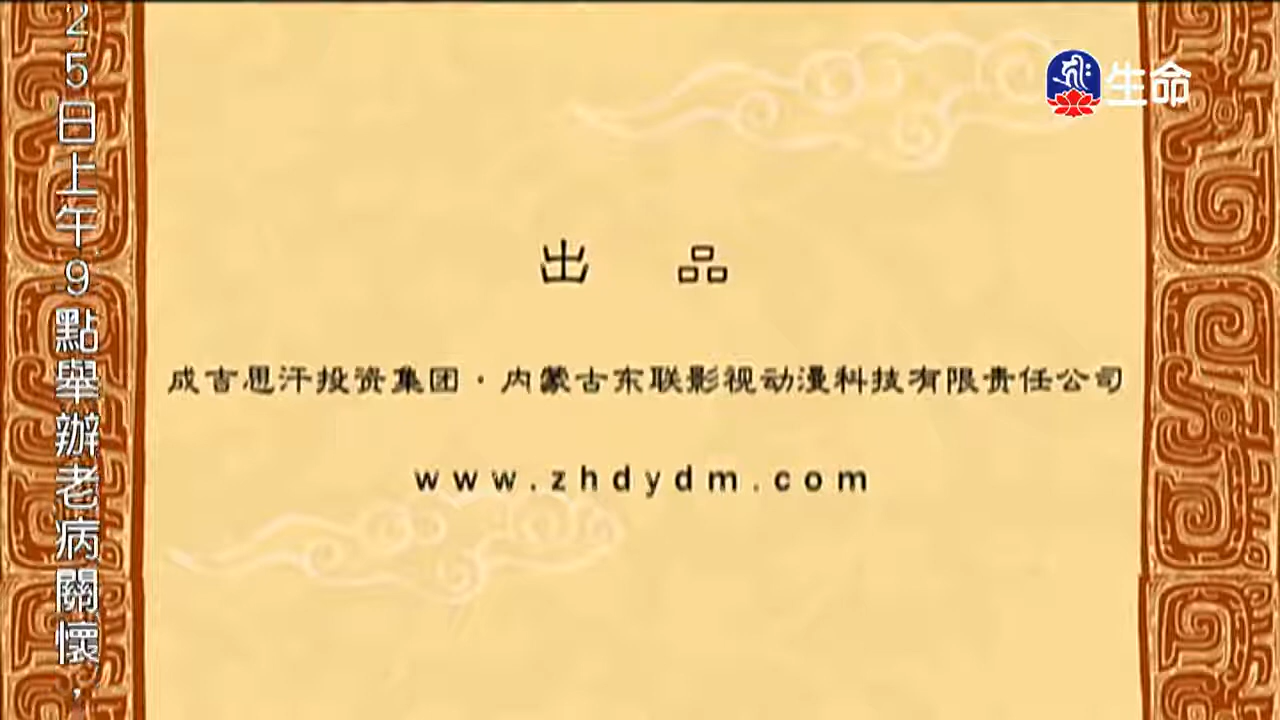 25日上午9點舉辦老病關懷，
生命
出 品
成吉思汗投资集团·内蒙古东联影视动漫科技有限责任公司
www.zhdydm.com